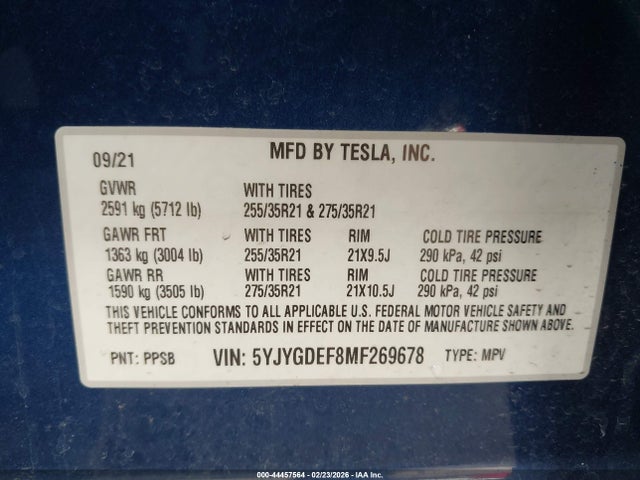 09/21 MFD BY TESLA, INC.
GVWR WITH TIRES
2591 kg (5712 lb) 255/35R21 & 275/35R21
GAWR FRT WITH TIRES RIM COLD TIRE PRESSURE
1363 kg (3004 lb) 255/35R21 21X9.5J 290 kPa, 42 psi
GAWR RR WITH TIRES RIM COLD TIRE PRESSURE
1590 kg (3505 lb) 275/35R21 21X10.5J 290 kPa, 42 psi
THIS VEHICLE CONFORMS TO ALL APPLICABLE U.S. FEDERAL MOTOR VEHICLE SAFETY AND
THEFT PREVENTION STANDARDS IN EFFECT ON THE DATE OF MANUFACTURE SHOWN ABOVE.
PNT: PPSB VIN: 5YJYGDEF8MF269678 TYPE: MPV
000-44457564 - 02/23/2026 - IAA Inc.